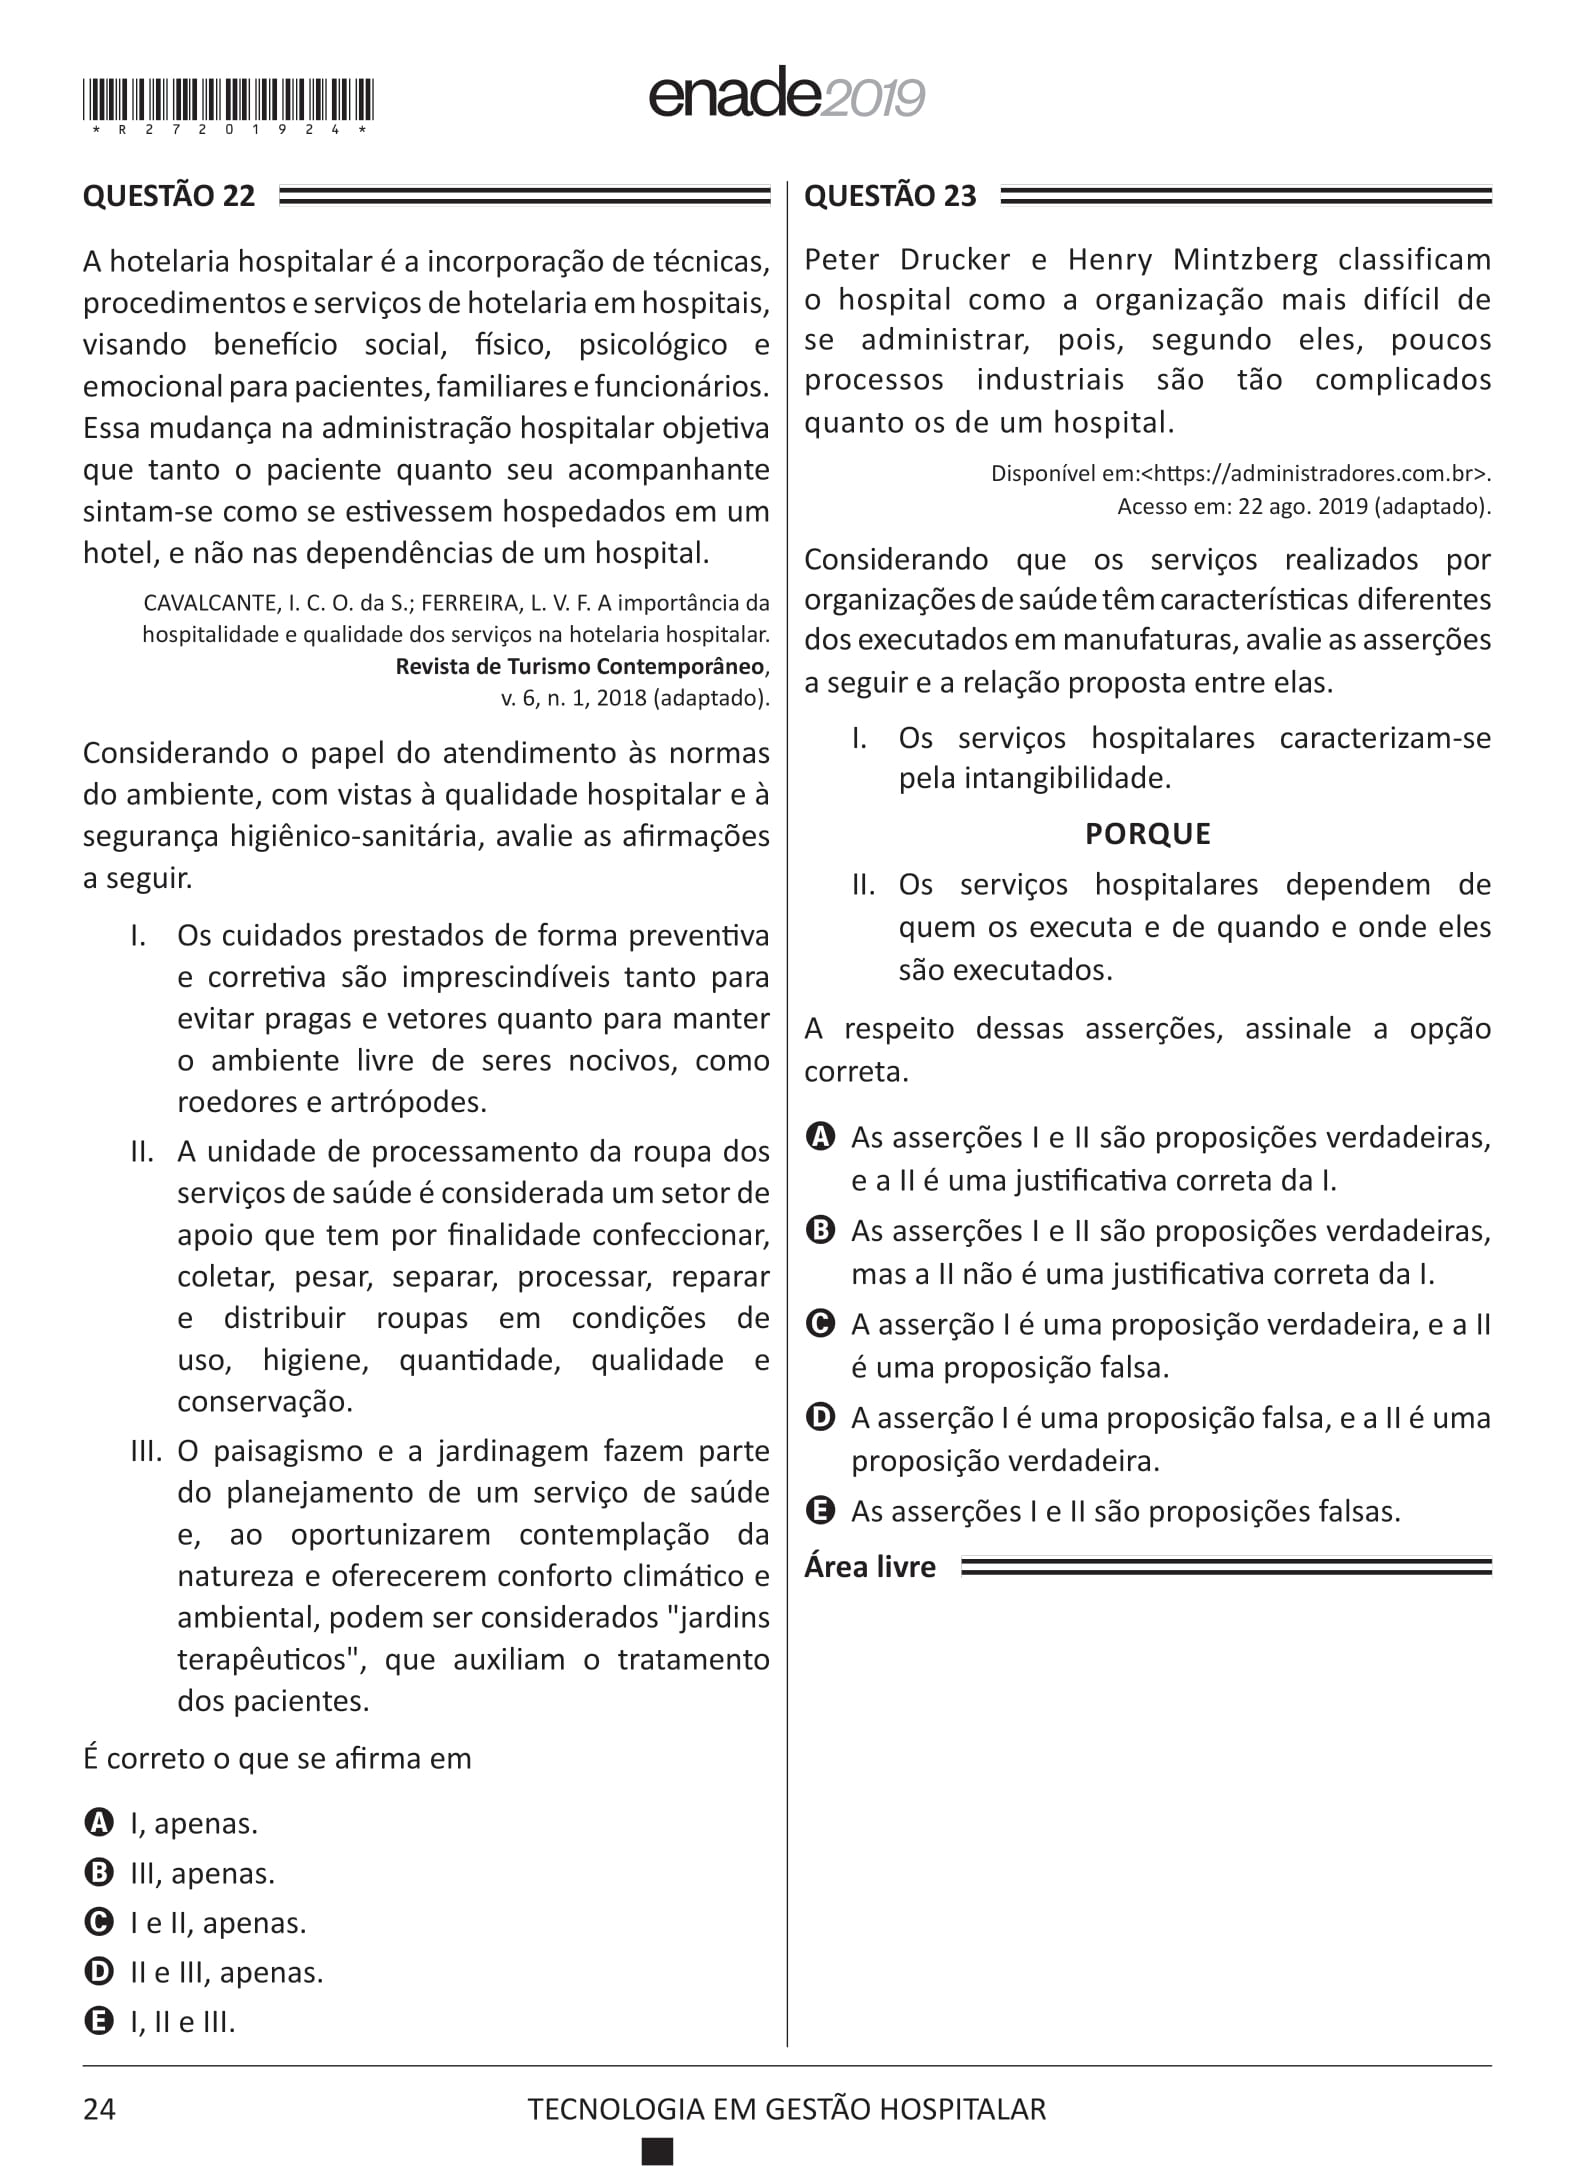 *R27201924*
enade2019
QUESTÃO 22
A hotelaria hospitalar é a incorporação de técnicas,
procedimentos e serviços de hotelaria em hospitais,
visando benefício social, físico, psicológico e
emocional para pacientes, familiares e funcionários.
Essa mudança na administração hospitalar objetiva
que tanto o paciente quanto seu acompanhante
sintam-se como se estivessem hospedados em um
hotel, e não nas dependências de um hospital.
CAVALCANTE, I. C. O. da S.; FERREIRA, L. V. F. A importância da
hospitalidade e qualidade dos serviços na hotelaria hospitalar.
Revista de Turismo Contemporâneo,
v. 6, n. 1, 2018 (adaptado).
Considerando o papel do atendimento às normas
do ambiente, com vistas à qualidade hospitalar e à
segurança higiênico-sanitária, avalie as afirmações
a seguir.
I. Os cuidados prestados de forma preventiva
e corretiva são imprescindíveis tanto para
evitar pragas e vetores quanto para manter
o ambiente livre de seres nocivos, como
roedores e artrópodes.
II. A unidade de processamento da roupa dos
serviços de saúde é considerada um setor de
apoio que tem por finalidade confeccionar,
coletar, pesar, separar, processar, reparar
e distribuir roupas em condições de
uso, higiene, quantidade, qualidade e
conservação.
III. O paisagismo e a jardinagem fazem parte
do planejamento de um serviço de saúde
e, ao oportunizarem contemplação da
natureza e oferecerem conforto climático e
ambiental, podem ser considerados "jardins
terapêuticos", que auxiliam o tratamento
dos pacientes.
É correto o que se afirma em
A I, apenas.
B III, apenas.
C I e II, apenas.
D II e III, apenas.
E I, II e III.
QUESTÃO 23
Peter Drucker e Henry Mintzberg classificam
o hospital como a organização mais difícil de
se administrar, pois, segundo eles, poucos
processos industriais são tão complicados
quanto os de um hospital.
Disponível em:<https://administradores.com.br>.
Acesso em: 22 ago. 2019 (adaptado).
Considerando que os serviços realizados por
organizações de saúde têm características diferentes
dos executados em manufaturas, avalie as asserções
a seguir e a relação proposta entre elas.
I. Os serviços hospitalares caracterizam-se
pela intangibilidade.
PORQUE
II. Os serviços hospitalares dependem de
quem os executa e de quando e onde eles
são executados.
A respeito dessas asserções, assinale a opção
correta.
A As asserções I e II são proposições verdadeiras,
e a II é uma justificativa correta da I.
B As asserções I e II são proposições verdadeiras,
mas a II não é uma justificativa correta da I.
C A asserção I é uma proposição verdadeira, e a II
é uma proposição falsa.
D A asserção I é uma proposição falsa, e a II é uma
proposição verdadeira.
E As asserções I e II são proposições falsas.
Área livre
24
TECNOLOGIA EM GESTÃO HOSPITALAR